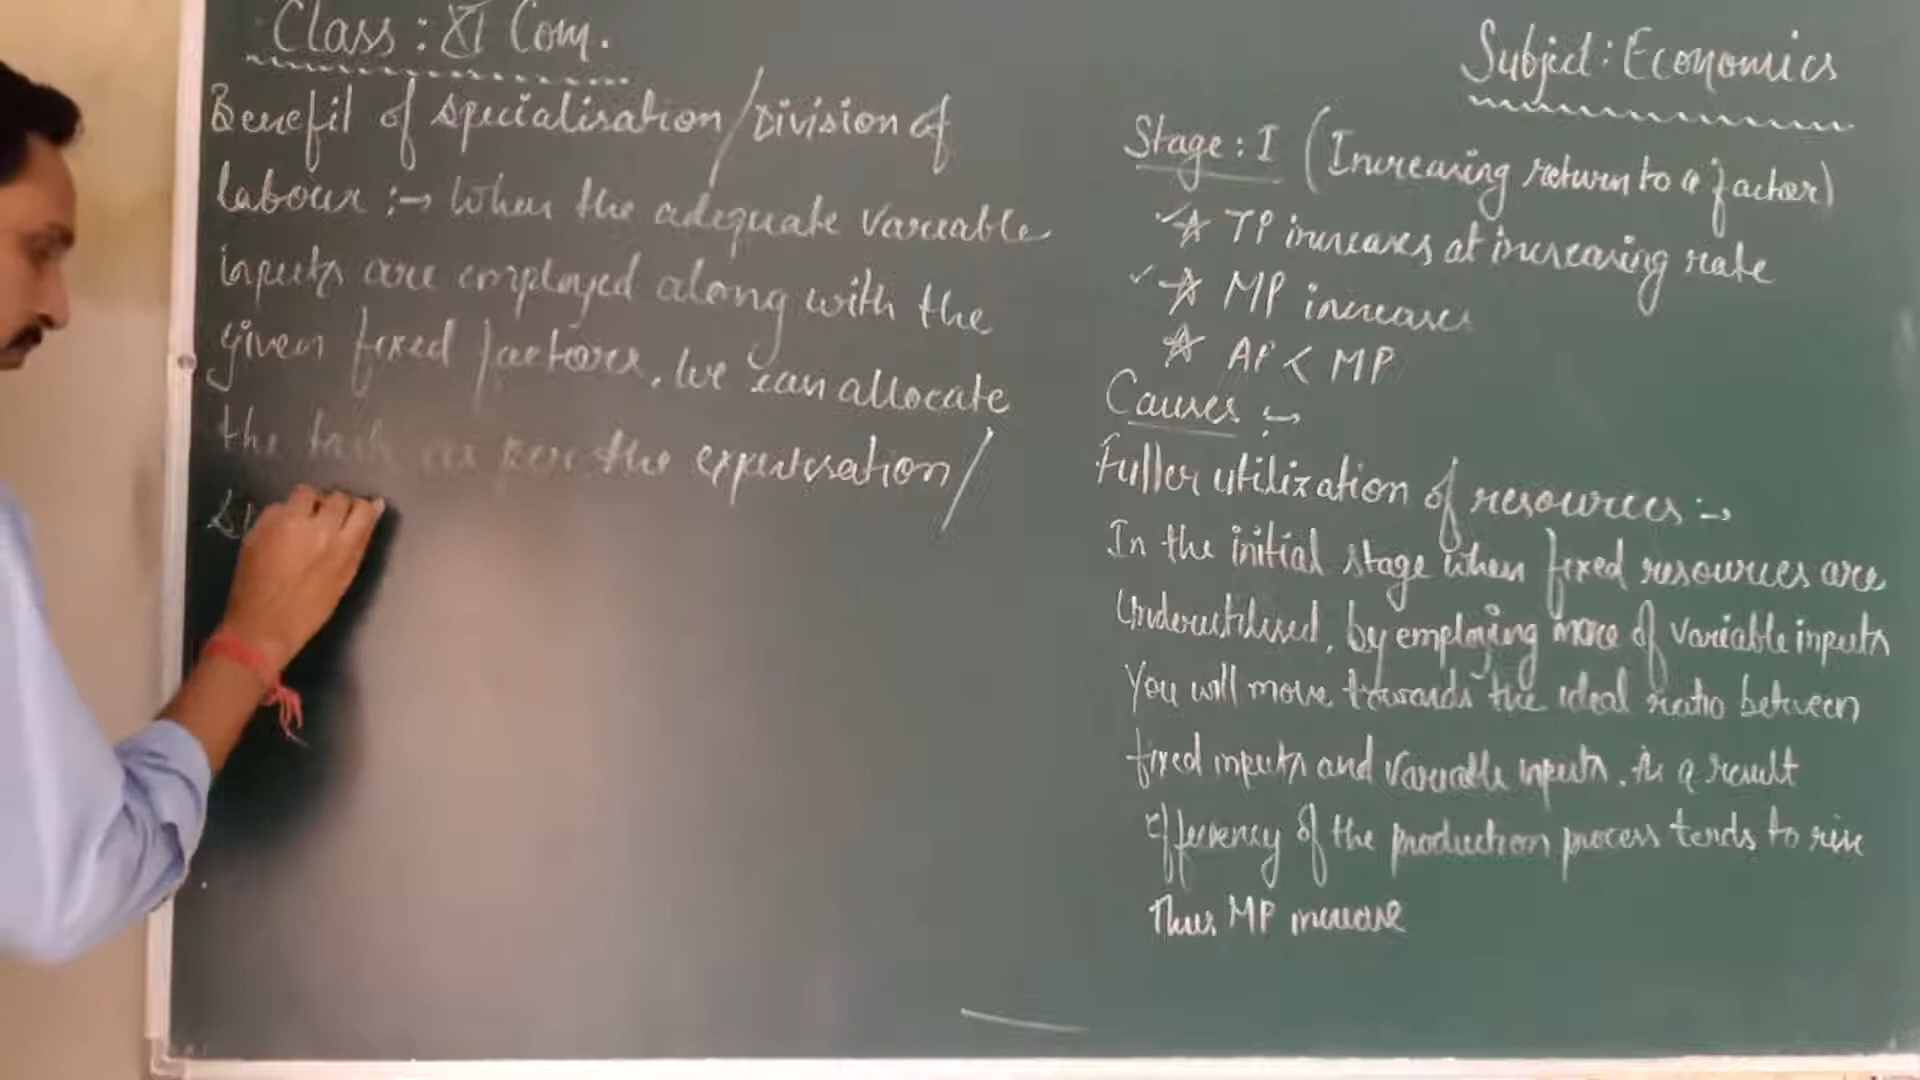 Class : XI Com.
Subject : Economics
Benefit of specialisation / Division of
labour :→ When the adequate variable
inputs are employed along with the
given fixed factors, we can allocate
the task as per the expertisation /
Stage : I (Increasing return to a factor)
☆ TP increases at increasing rate
☆ MP increases
☆ AP < MP
Causes :→
Fuller utilization of resources :→
In the initial stage when fixed resources are
Underutilised, by employing more of variable inputs
You will move towards the ideal ratio between
fixed inputs and variable inputs. As a result
efficiency of the production process tends to rise
Thus MP increase